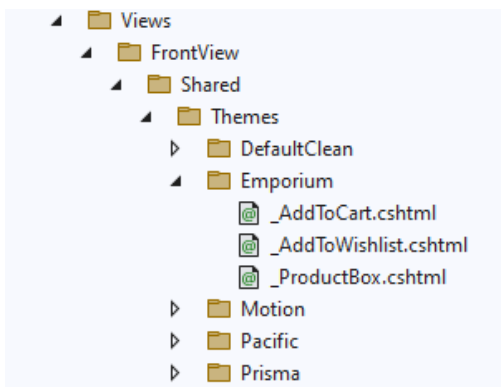 Views
FrontView
Shared
Themes
DefaultClean
Emporium
_AddToCart.cshtml
_AddToWishlist.cshtml
_ProductBox.cshtml
Motion
Pacific
Prisma